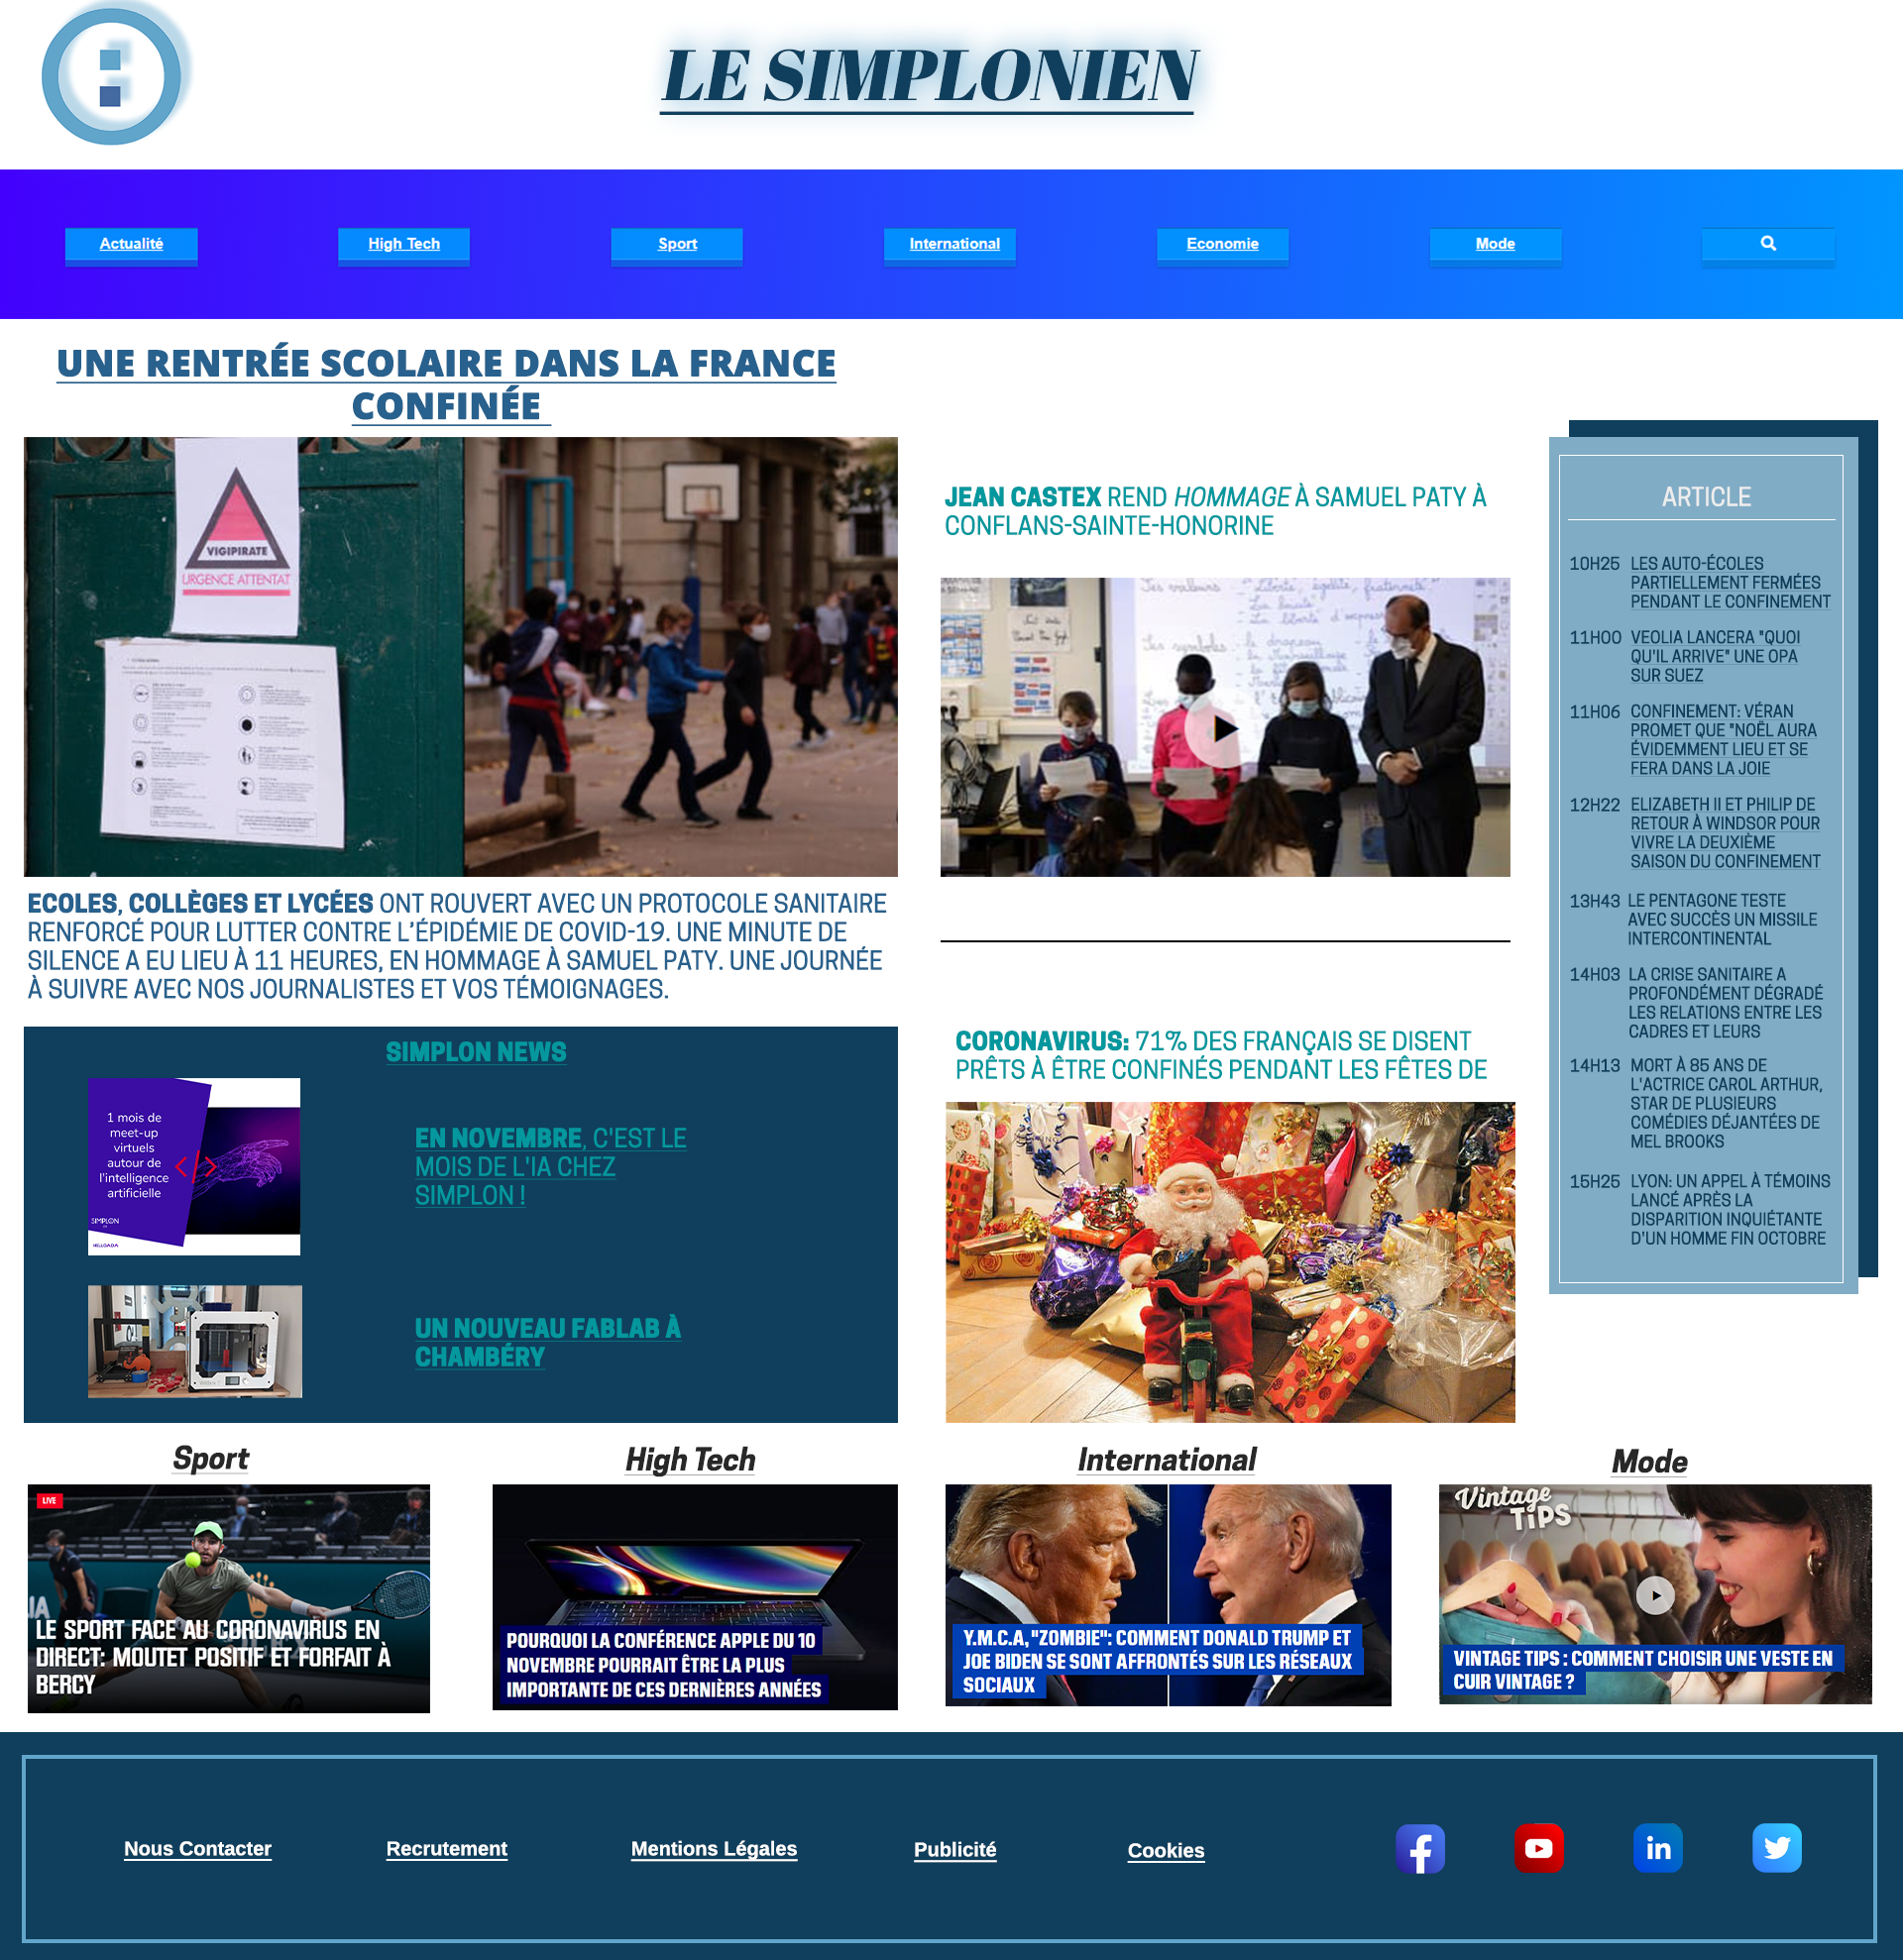 LE SIMPLONIEN
Actualité
High Tech
Sport
International
Economie
Mode
UNE RENTRÉE SCOLAIRE DANS LA FRANCE
CONFINÉE
VIGIPIRATE
URGENCE ATTENTAT
ECOLES, COLLÈGES ET LYCÉES ONT ROUVERT AVEC UN PROTOCOLE SANITAIRE
RENFORCÉ POUR LUTTER CONTRE L’ÉPIDÉMIE DE COVID-19. UNE MINUTE DE
SILENCE A EU LIEU À 11 HEURES, EN HOMMAGE À SAMUEL PATY. UNE JOURNÉE
À SUIVRE AVEC NOS JOURNALISTES ET VOS TÉMOIGNAGES.
JEAN CASTEX REND HOMMAGE À SAMUEL PATY À
CONFLANS-SAINTE-HONORINE
CORONAVIRUS: 71% DES FRANÇAIS SE DISENT
PRÊTS À ÊTRE CONFINÉS PENDANT LES FÊTES DE
ARTICLE
10H25 LES AUTO-ÉCOLES
PARTIELLEMENT FERMÉES
PENDANT LE CONFINEMENT
11H00 VEOLIA LANCERA "QUOI
QU'IL ARRIVE" UNE OPA
SUR SUEZ
11H06 CONFINEMENT: VÉRAN
PROMET QUE "NOËL AURA
ÉVIDEMMENT LIEU ET SE
FERA DANS LA JOIE
12H22 ELIZABETH II ET PHILIP DE
RETOUR À WINDSOR POUR
VIVRE LA DEUXIÈME
SAISON DU CONFINEMENT
13H43 LE PENTAGONE TESTE
AVEC SUCCÈS UN MISSILE
INTERCONTINENTAL
14H03 LA CRISE SANITAIRE A
PROFONDÉMENT DÉGRADÉ
LES RELATIONS ENTRE LES
CADRES ET LEURS
14H13 MORT À 85 ANS DE
L'ACTRICE CAROL ARTHUR,
STAR DE PLUSIEURS
COMÉDIES DÉJANTÉES DE
MEL BROOKS
15H25 LYON: UN APPEL À TÉMOINS
LANCÉ APRÈS LA
DISPARITION INQUIÉTANTE
D'UN HOMME FIN OCTOBRE
SIMPLON NEWS
1 mois de
meet-up
virtuels
autour de
l'intelligence
artificielle
SIMPLON
EN NOVEMBRE, C'EST LE
MOIS DE L'IA CHEZ
SIMPLON !
UN NOUVEAU FABLAB À
CHAMBÉRY
Sport
LIVE
LE SPORT FACE AU CORONAVIRUS EN
DIRECT: MOUTET POSITIF ET FORFAIT À
BERCY
High Tech
POURQUOI LA CONFÉRENCE APPLE DU 10
NOVEMBRE POURRAIT ÊTRE LA PLUS
IMPORTANTE DE CES DERNIÈRES ANNÉES
International
Y.M.C.A, "ZOMBIE": COMMENT DONALD TRUMP ET
JOE BIDEN SE SONT AFFRONTÉS SUR LES RÉSEAUX
SOCIAUX
Mode
Vintage
TIPS
VINTAGE TIPS : COMMENT CHOISIR UNE VESTE EN
CUIR VINTAGE ?
Nous Contacter
Recrutement
Mentions Légales
Publicité
Cookies